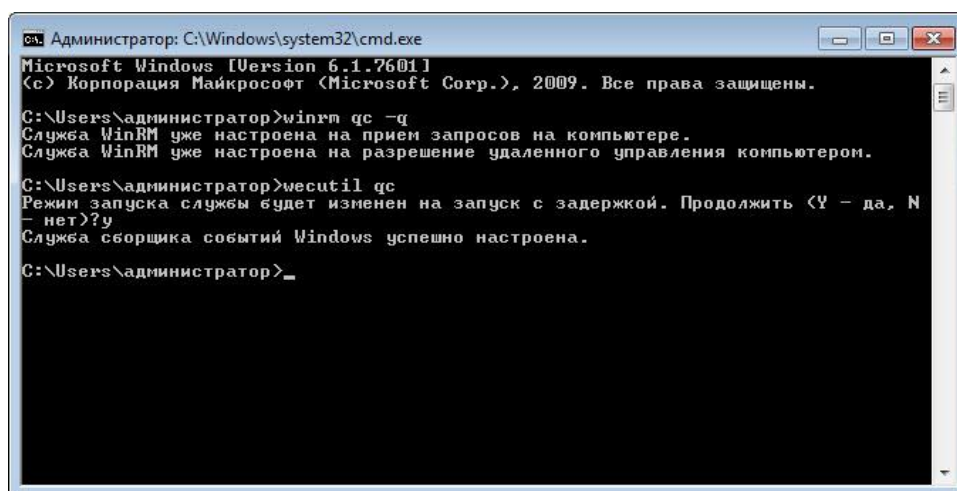 Администратор: C:\Windows\system32\cmd.exe
Microsoft Windows [Version 6.1.7601]
(c) Корпорация Майкрософт (Microsoft Corp.), 2009. Все права защищены.
C:\Users\администратор>winrm qc -q
Служба WinRM уже настроена на прием запросов на компьютере.
Служба WinRM уже настроена на разрешение удаленного управления компьютером.
C:\Users\администратор>wecutil qc
Режим запуска службы будет изменен на запуск с задержкой. Продолжить (Y - да, N
- нет)?y
Служба сборщика событий Windows успешно настроена.
C:\Users\администратор>_